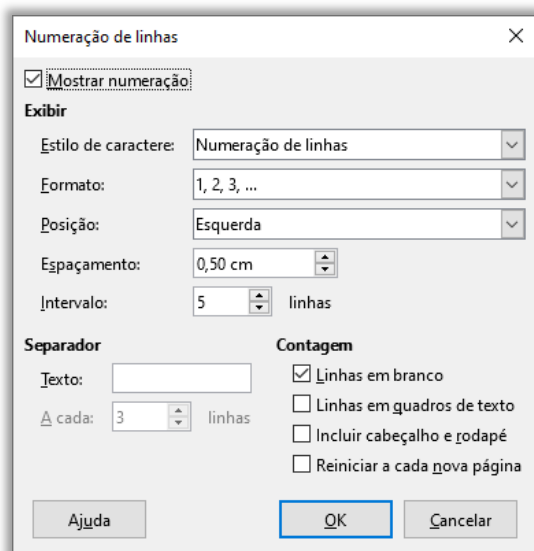 Numeração de linhas
Mostrar numeração
Exibir
Estilo de caractere: Numeração de linhas
Formato: 1, 2, 3, ...
Posição: Esquerda
Espaçamento: 0,50 cm
Intervalo: 5 linhas
Separador
Texto:
A cada: 3 linhas
Contagem
Linhas em branco
Linhas em quadros de texto
Incluir cabeçalho e rodapé
Reiniciar a cada nova página
Ajuda OK Cancelar